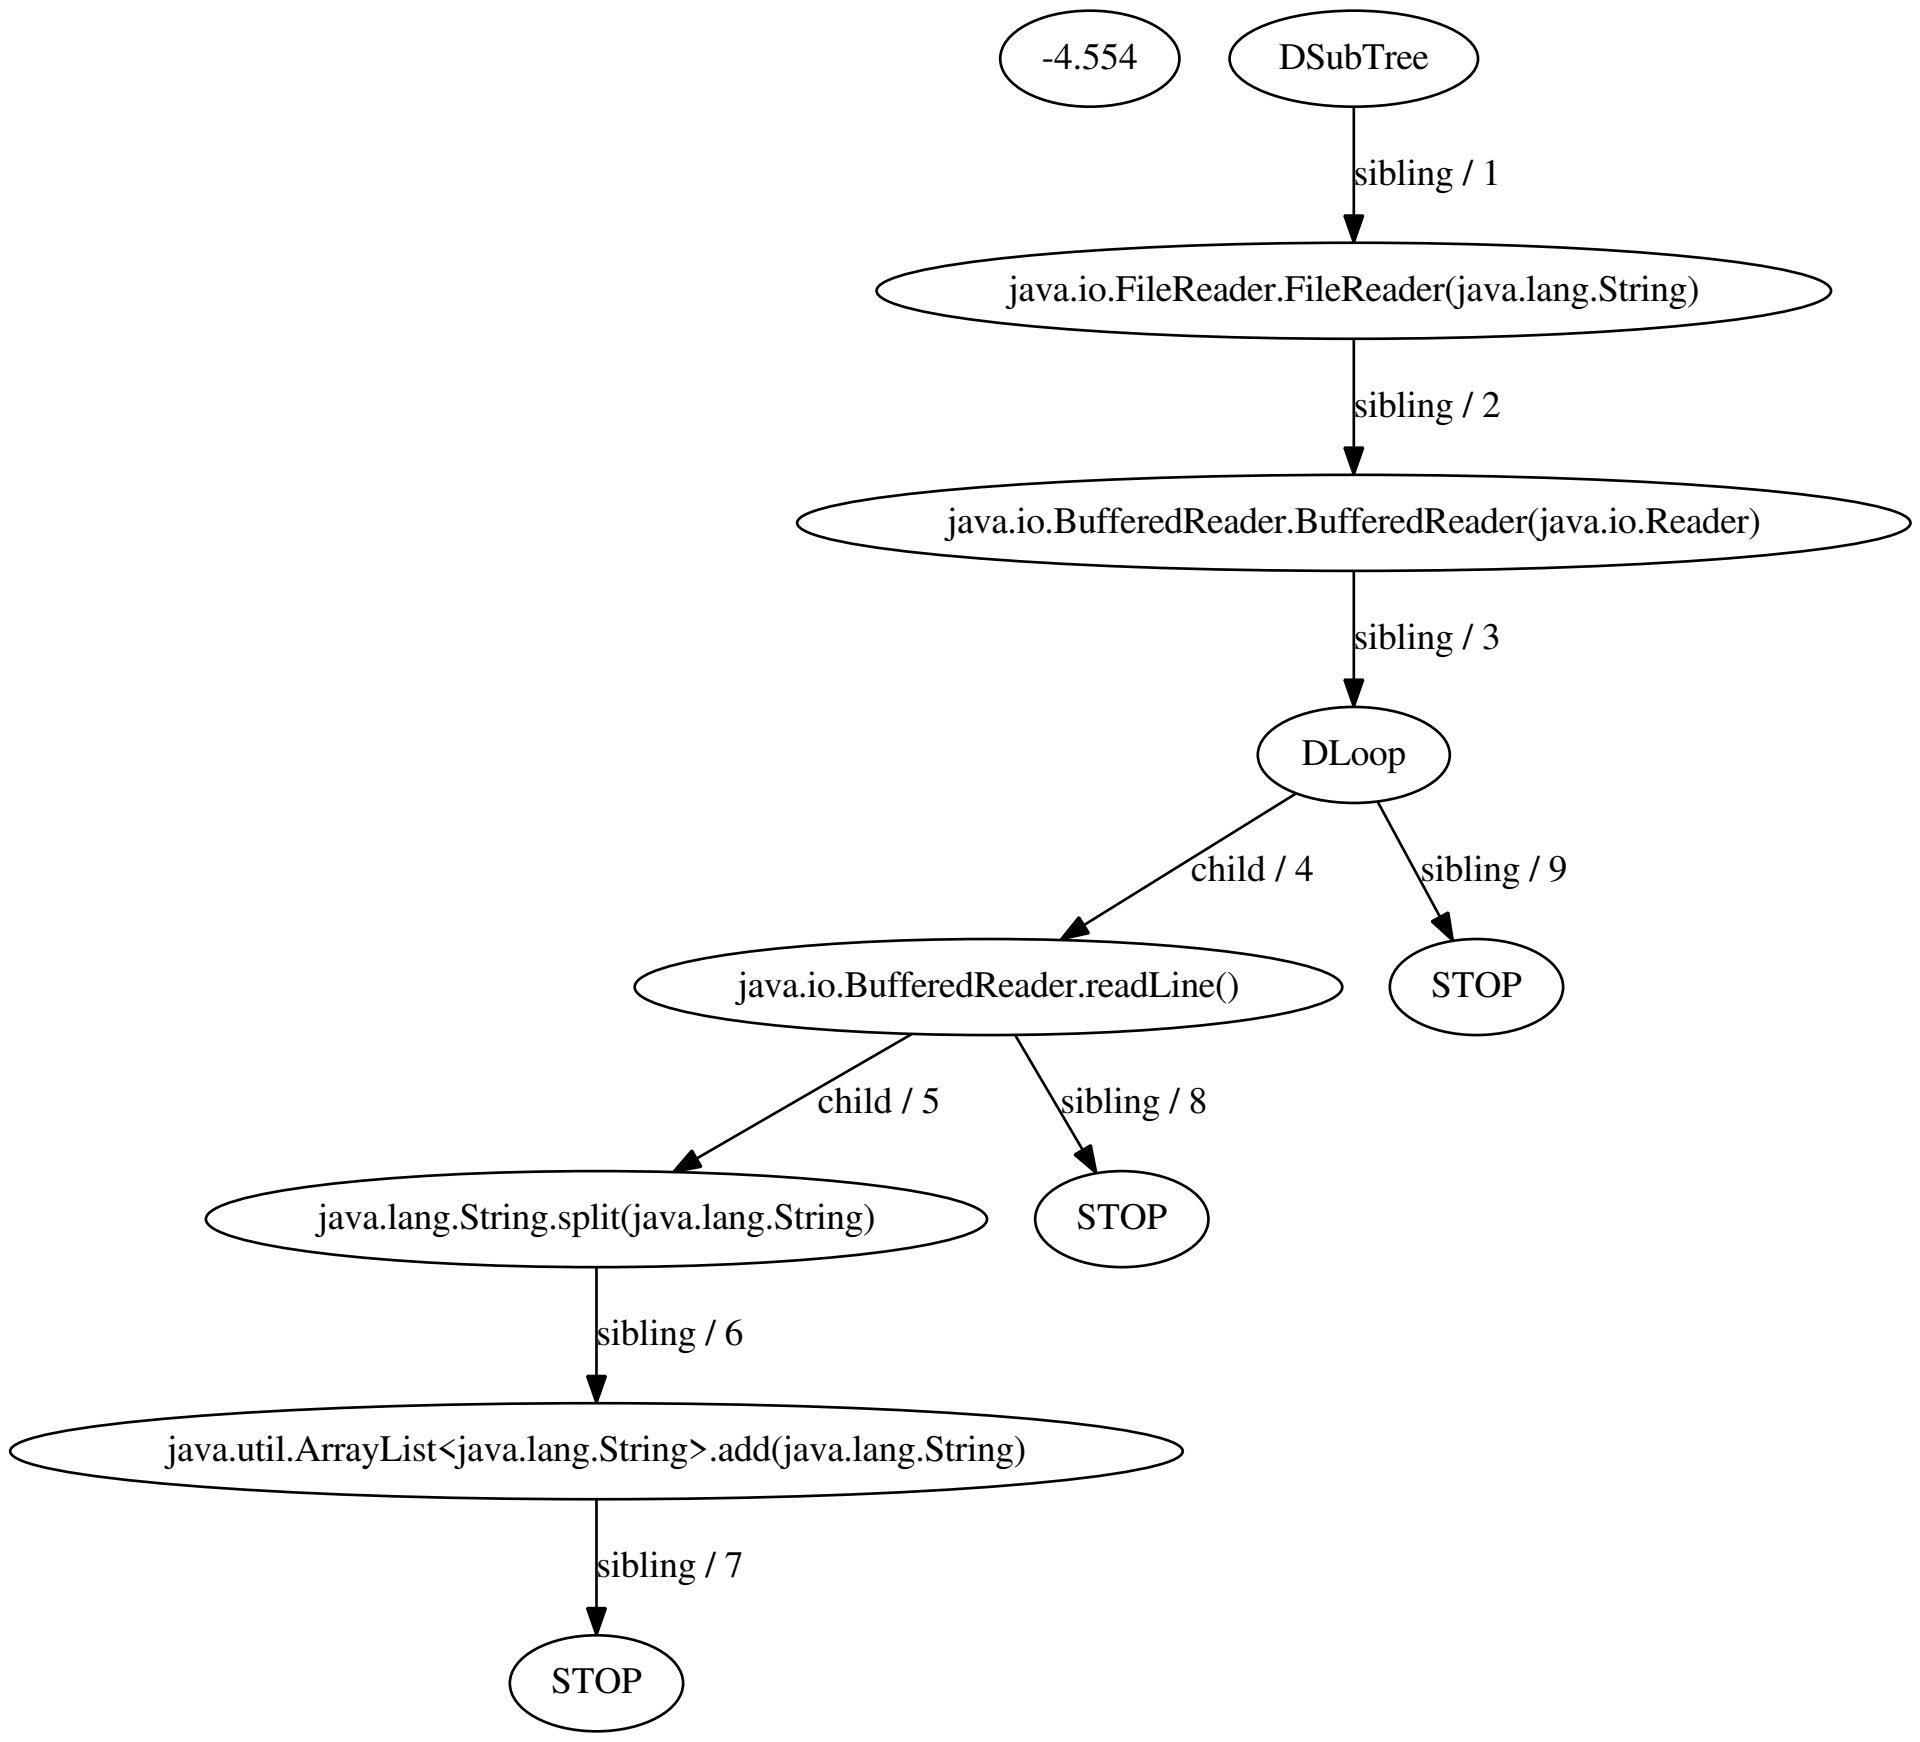 -4.554
DSubTree
sibling / 1
java.io.FileReader.FileReader(java.lang.String)
sibling / 2
java.io.BufferedReader.BufferedReader(java.io.Reader)
sibling / 3
DLoop
child / 4
sibling / 9
java.io.BufferedReader.readLine()
STOP
child / 5
sibling / 8
java.lang.String.split(java.lang.String)
STOP
sibling / 6
java.util.ArrayList<java.lang.String>.add(java.lang.String)
sibling / 7
STOP